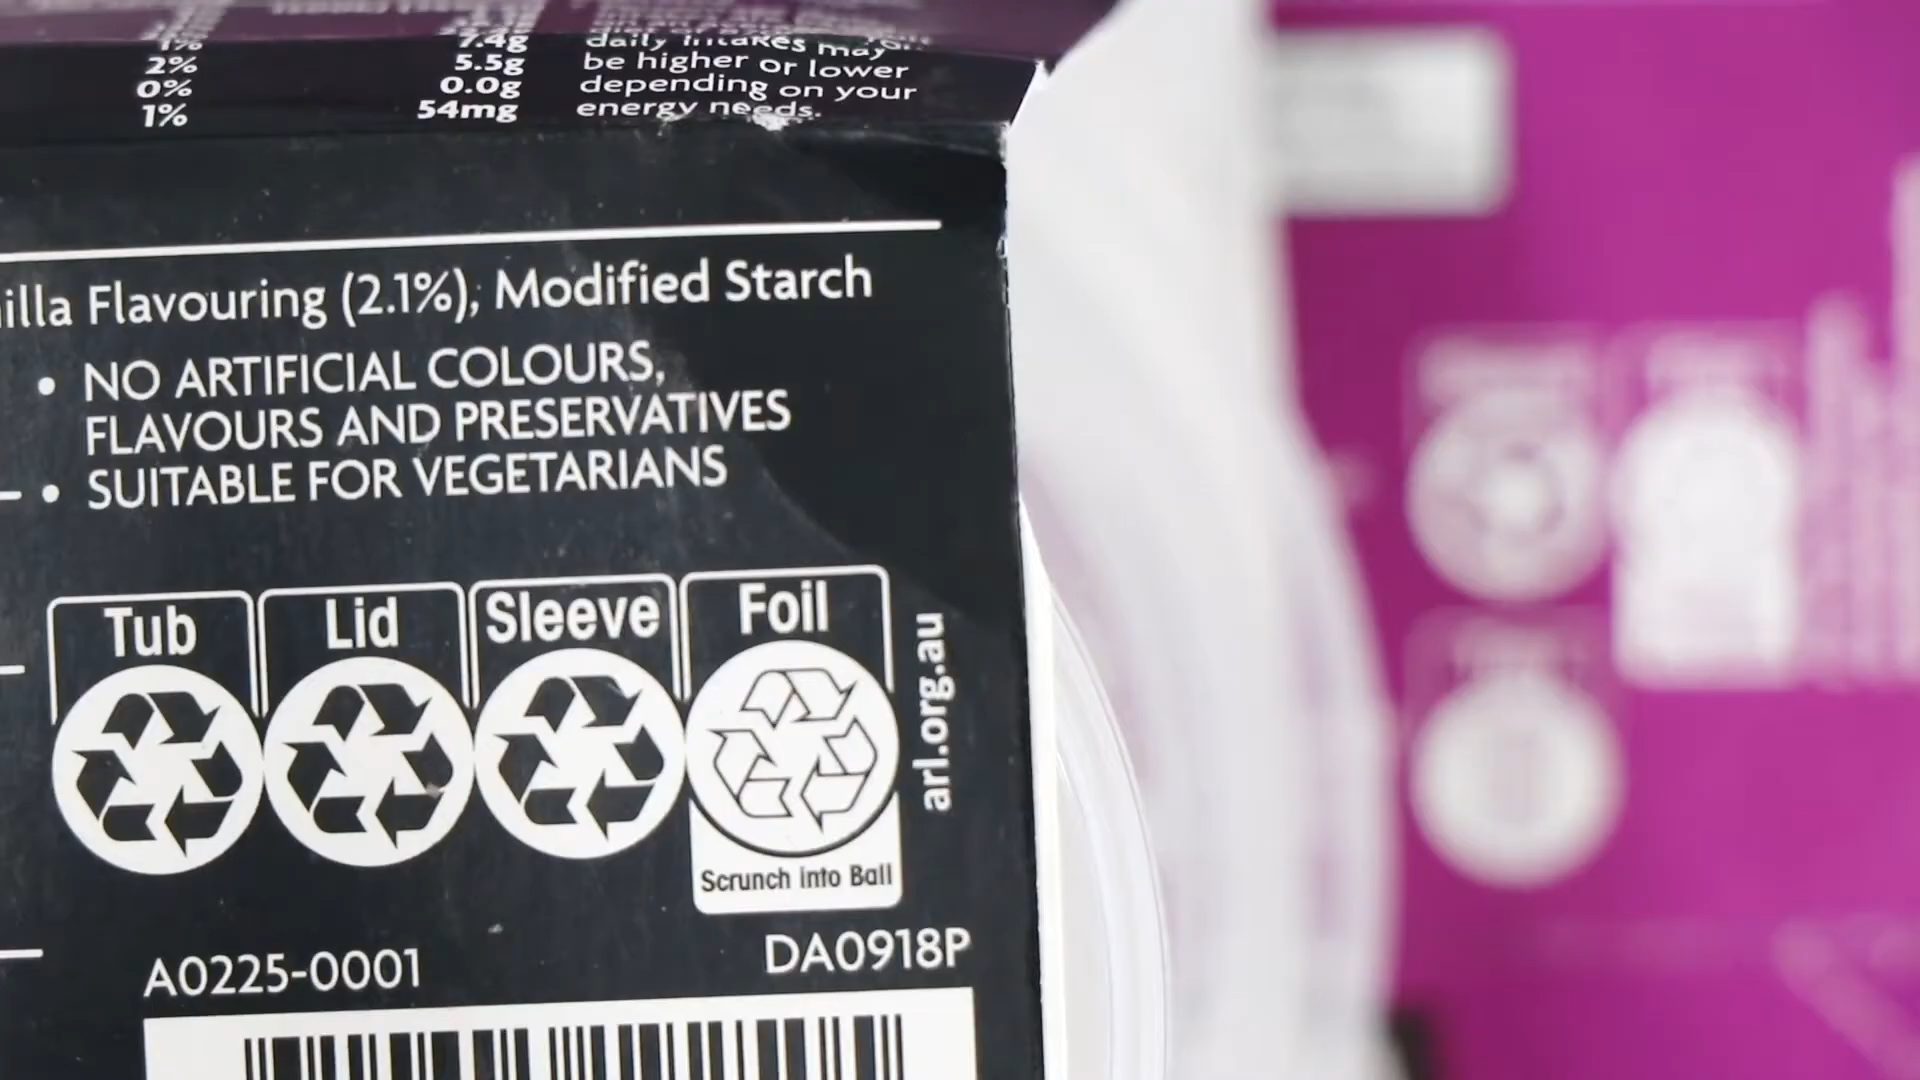 1%
2%
0%
1%
7.4g
5.5g
0.0g
54mg
daily intakes may
be higher or lower
depending on your
energy needs.
Flavouring (2.1%), Modified Starch
• NO ARTIFICIAL COLOURS,
FLAVOURS AND PRESERVATIVES
• SUITABLE FOR VEGETARIANS
Tub
Lid
Sleeve
Foil
Scrunch into Ball
arl.org.au
A0225-0001
DA0918P